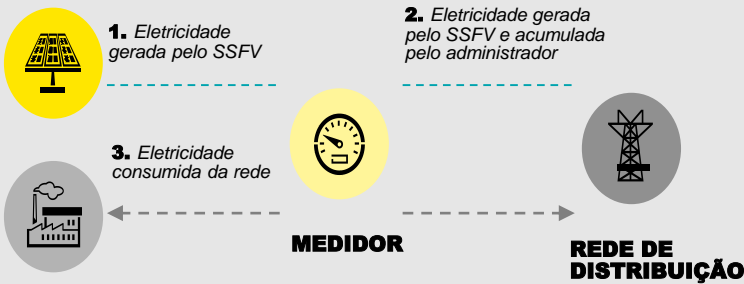 1. Eletricidade
gerada pelo SSFV
2. Eletricidade gerada
pelo SSFV e acumulada
pelo administrador
3. Eletricidade
consumida da rede
MEDIDOR
REDE DE
DISTRIBUIÇÃO